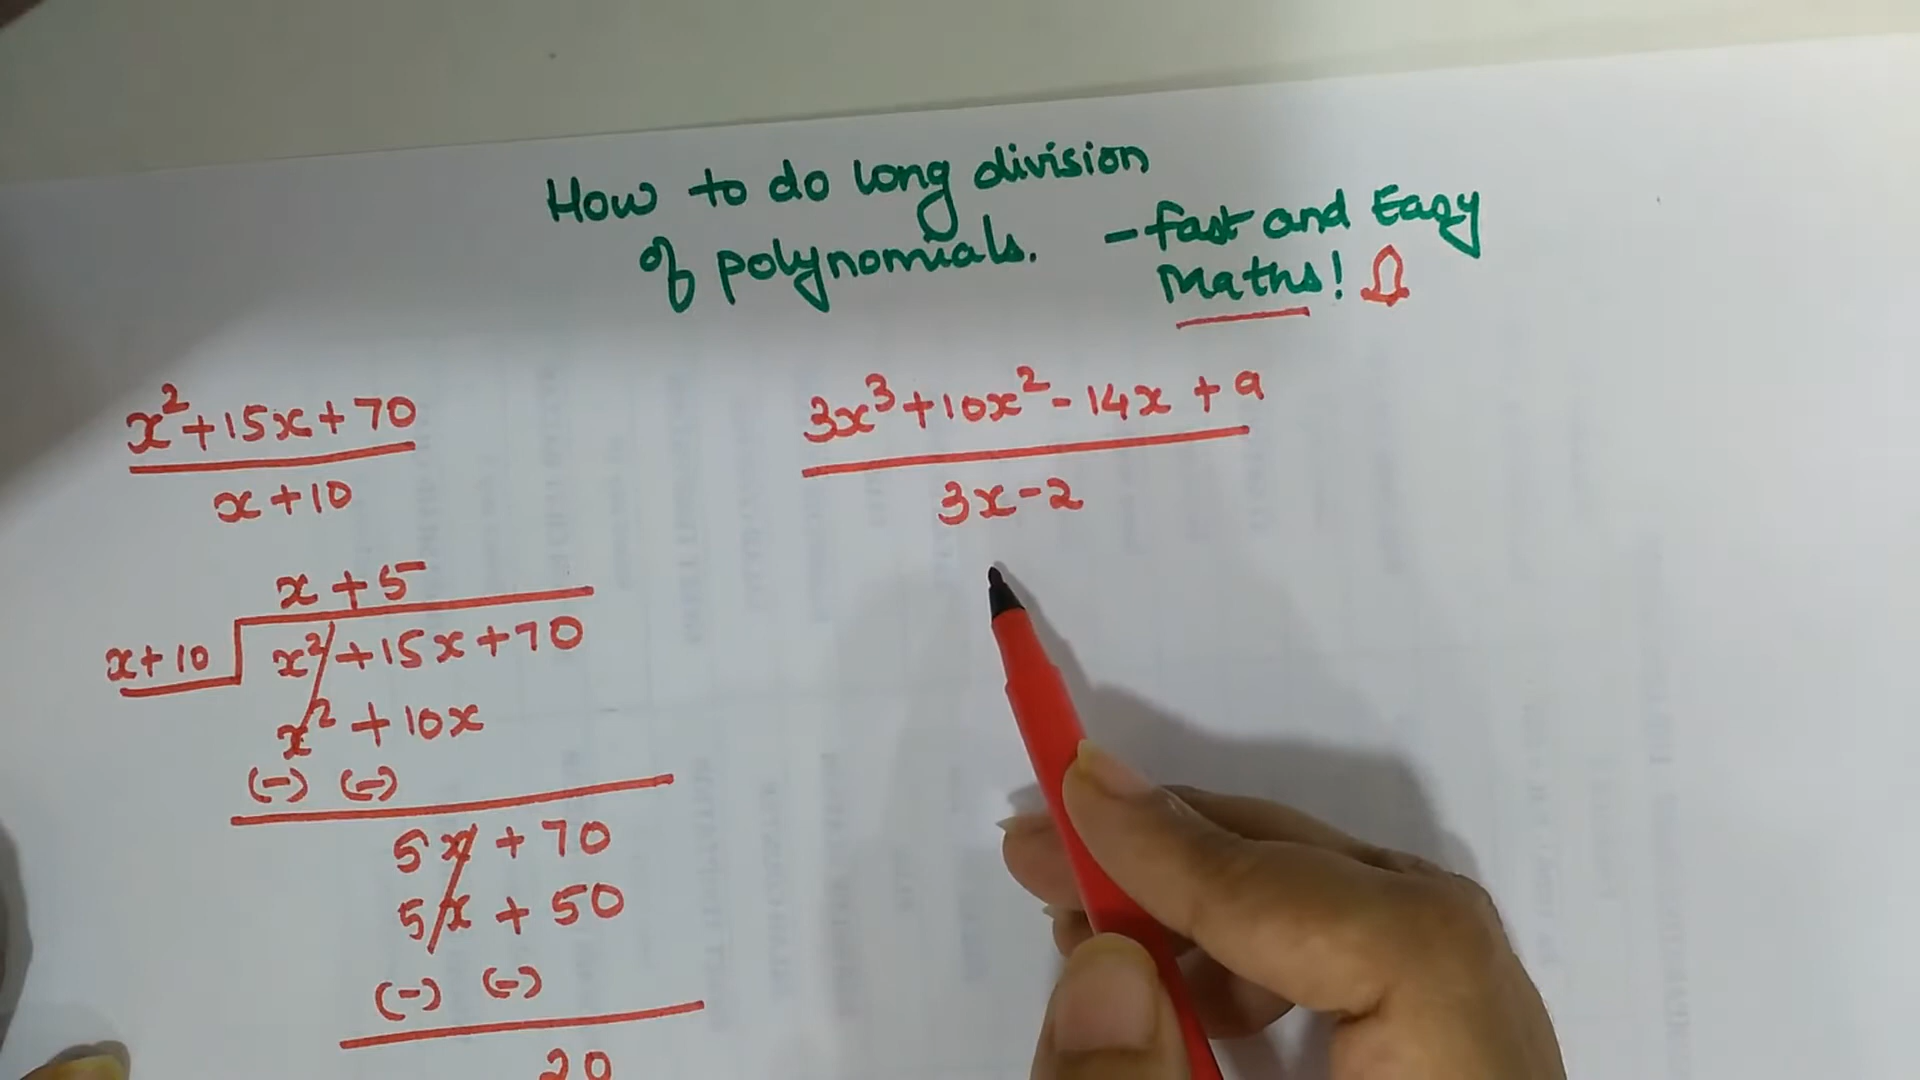 How to do long division
of polynomials. - fast and Eazy
Maths!
x²+15x+70
x+10
x+5
x+10 x²+15x+70
x²+10x
(-) (-)
5x+70
5x+50
(-) (-)
20
3x³+10x²-14x+9
3x-2